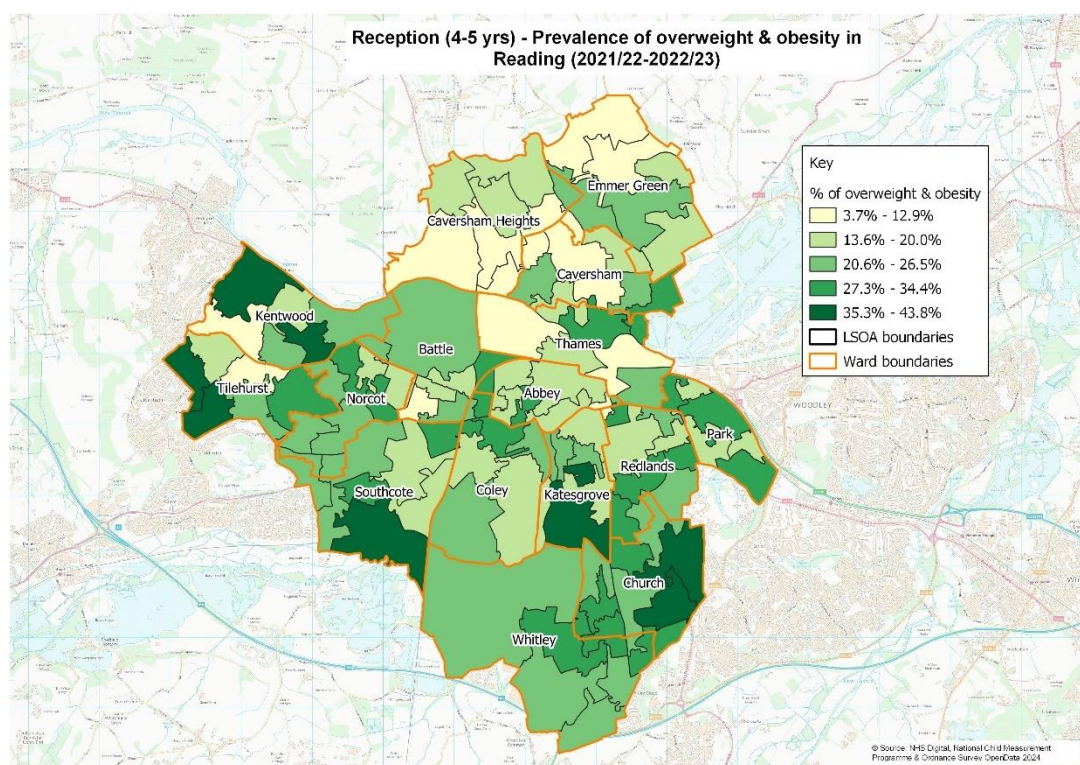 Reception (4-5 yrs) - Prevalence of overweight & obesity in
Reading (2021/22-2022/23)
Key
% of overweight & obesity
3.7% - 12.9%
13.6% - 20.0%
20.6% - 26.5%
27.3% - 34.4%
35.3% - 43.8%
LSOA boundaries
Ward boundaries
Emmer Green
Caversham Heights
Caversham
Kentwood
Battle
Thames
Tilehurst
Norcot
Abbey
WOODLEY
Park
Redlands
Southcote
Coley
Katesgrove
Church
Whitley
© Source: NHS Digital, National Child Measurement
Programme & Ordnance Survey OpenData 2024